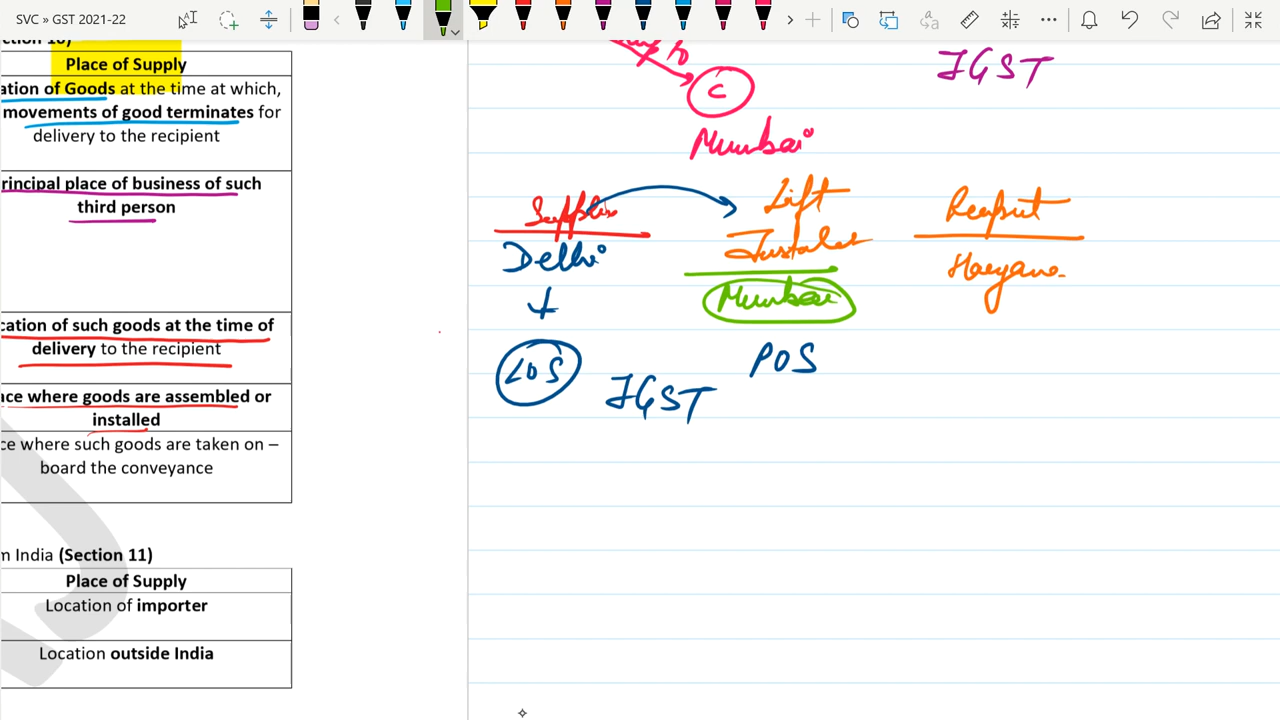 SVC » GST 2021-22
Place of Supply
ation of Goods at the time at which,
movements of good terminates for
delivery to the recipient
rincipal place of business of such
third person
cation of such goods at the time of
delivery to the recipient
ace where goods are assembled or
installed
ce where such goods are taken on –
board the conveyance
m India (Section 11)
Place of Supply
Location of importer
Location outside India
IGST
C
Mumbai
Supplier
Lift
Delhi
Haryana
Mumbai
LOS
POS
IGST